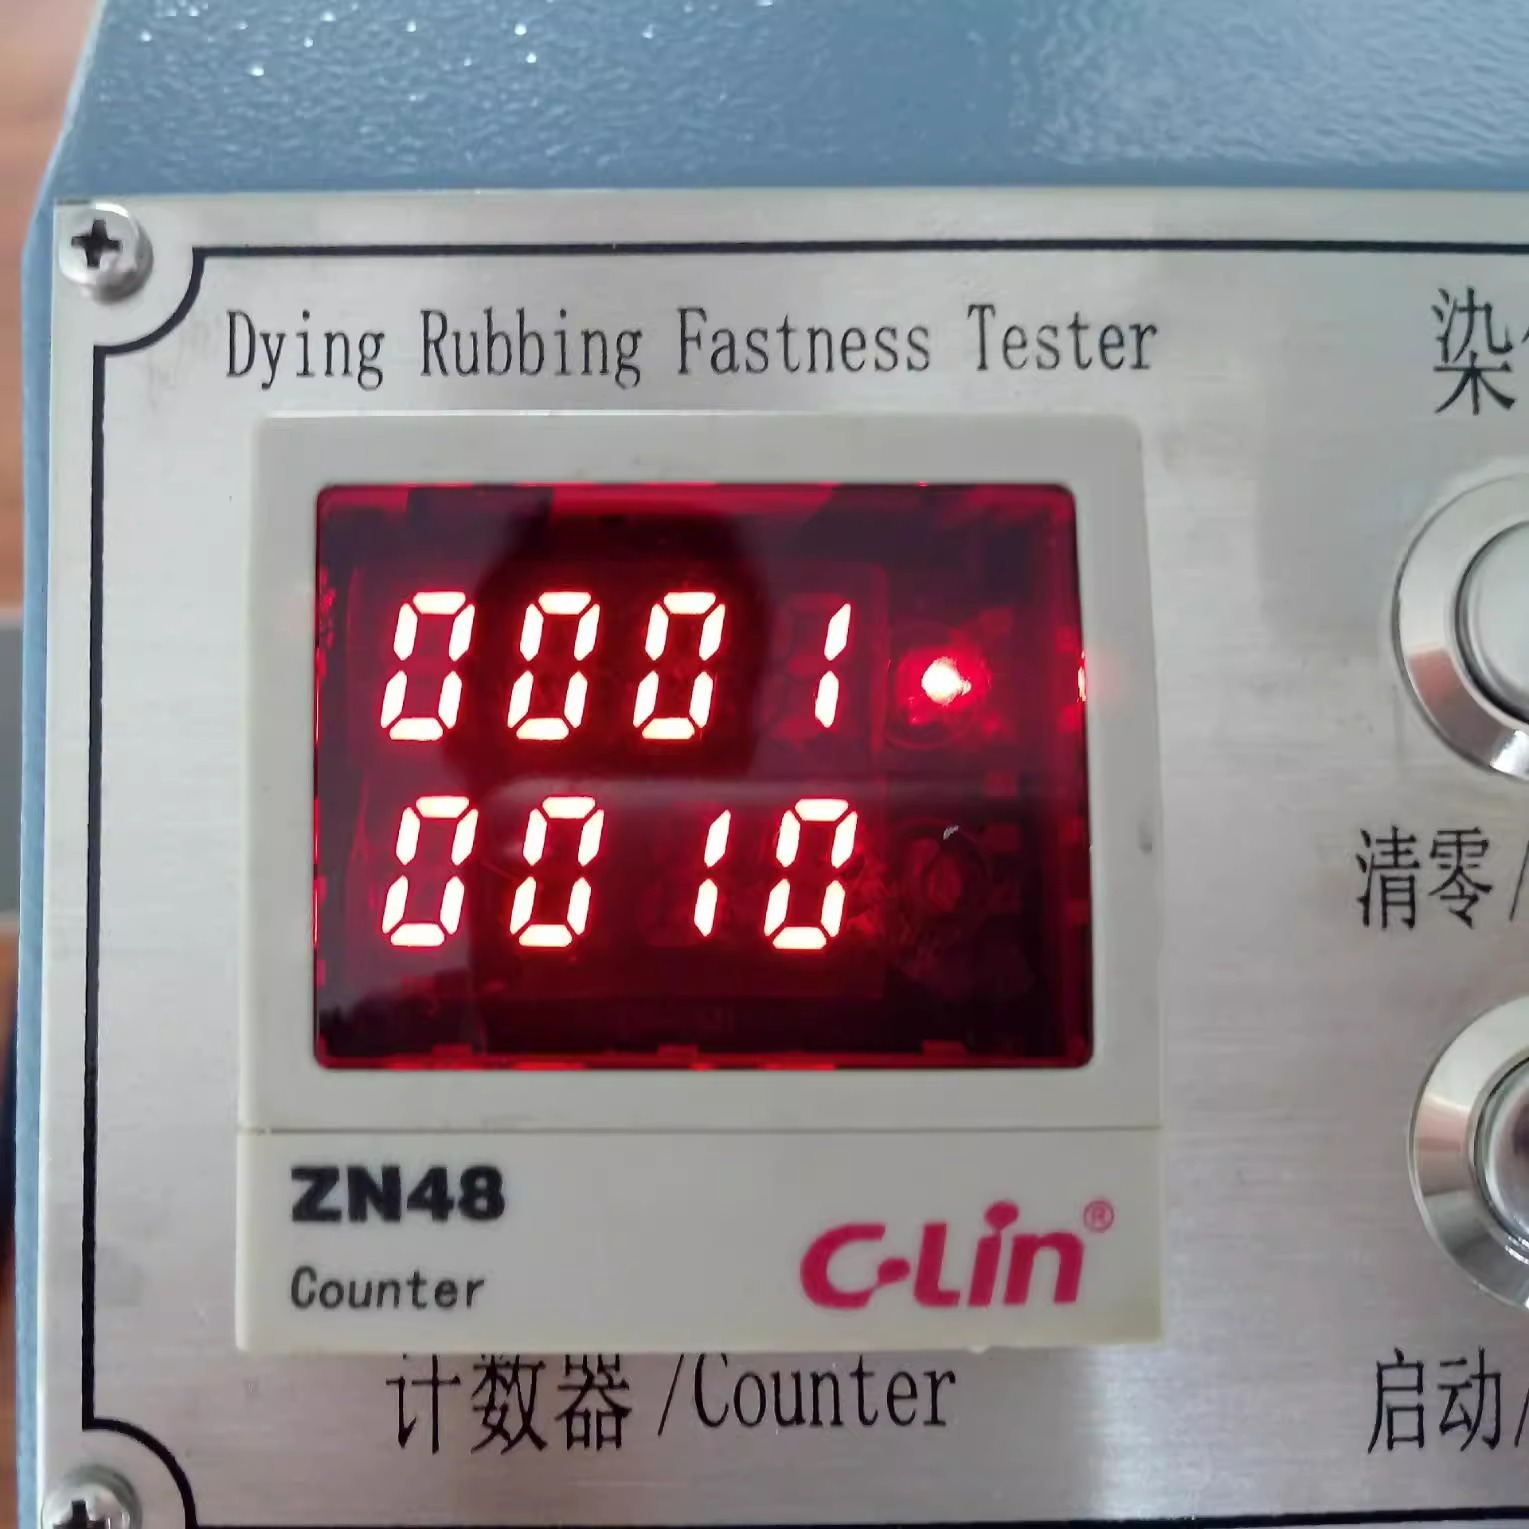 Dying Rubbing Fastness Tester
染
0001
0010
清零/
ZN48
Counter
C-Lin®
计数器/Counter
启动/